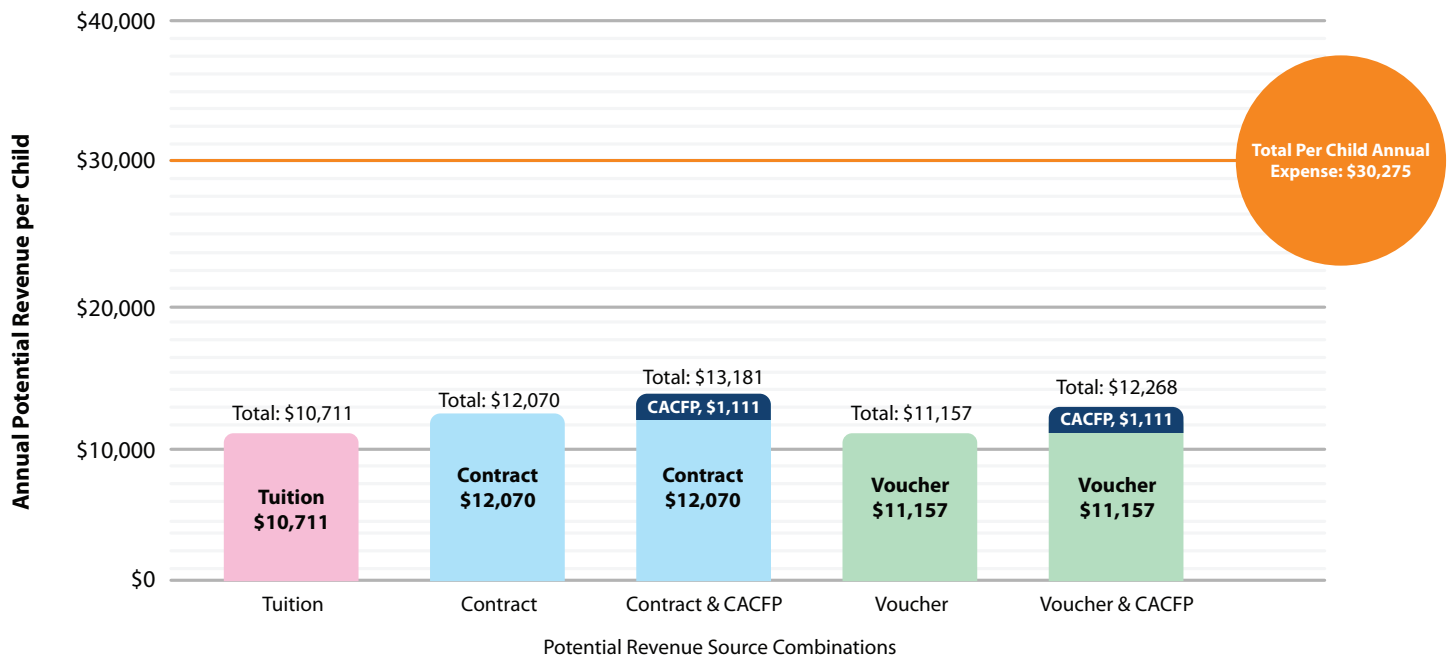 Annual Potential Revenue per Child
$40,000
$30,000
$20,000
$10,000
$0
Total Per Child Annual
Expense: $30,275
Total: $10,711
Tuition
$10,711
Total: $12,070
Contract
$12,070
Total: $13,181
CACFP, $1,111
Contract
$12,070
Total: $11,157
Voucher
$11,157
Total: $12,268
CACFP, $1,111
Voucher
$11,157
Tuition
Contract
Contract & CACFP
Voucher
Voucher & CACFP
Potential Revenue Source Combinations